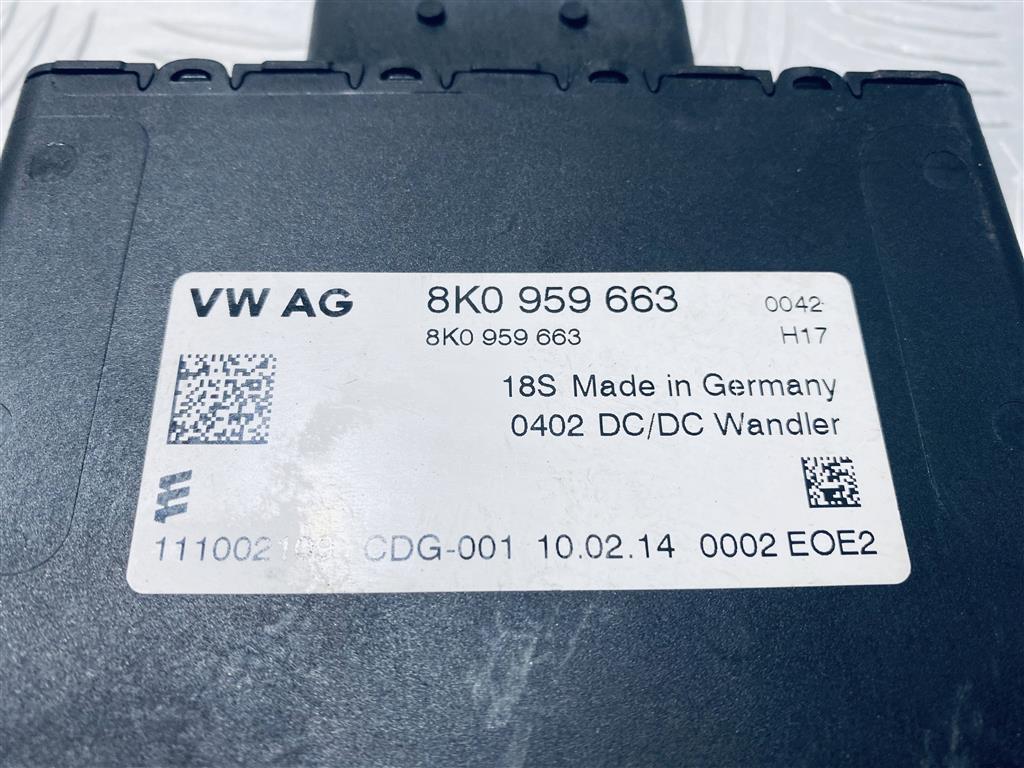 VW AG 8K0 959 663 0042
8K0 959 663 H17
18S Made in Germany
0402 DC/DC Wandler
CDG-001 10.02.14 0002 EOE2